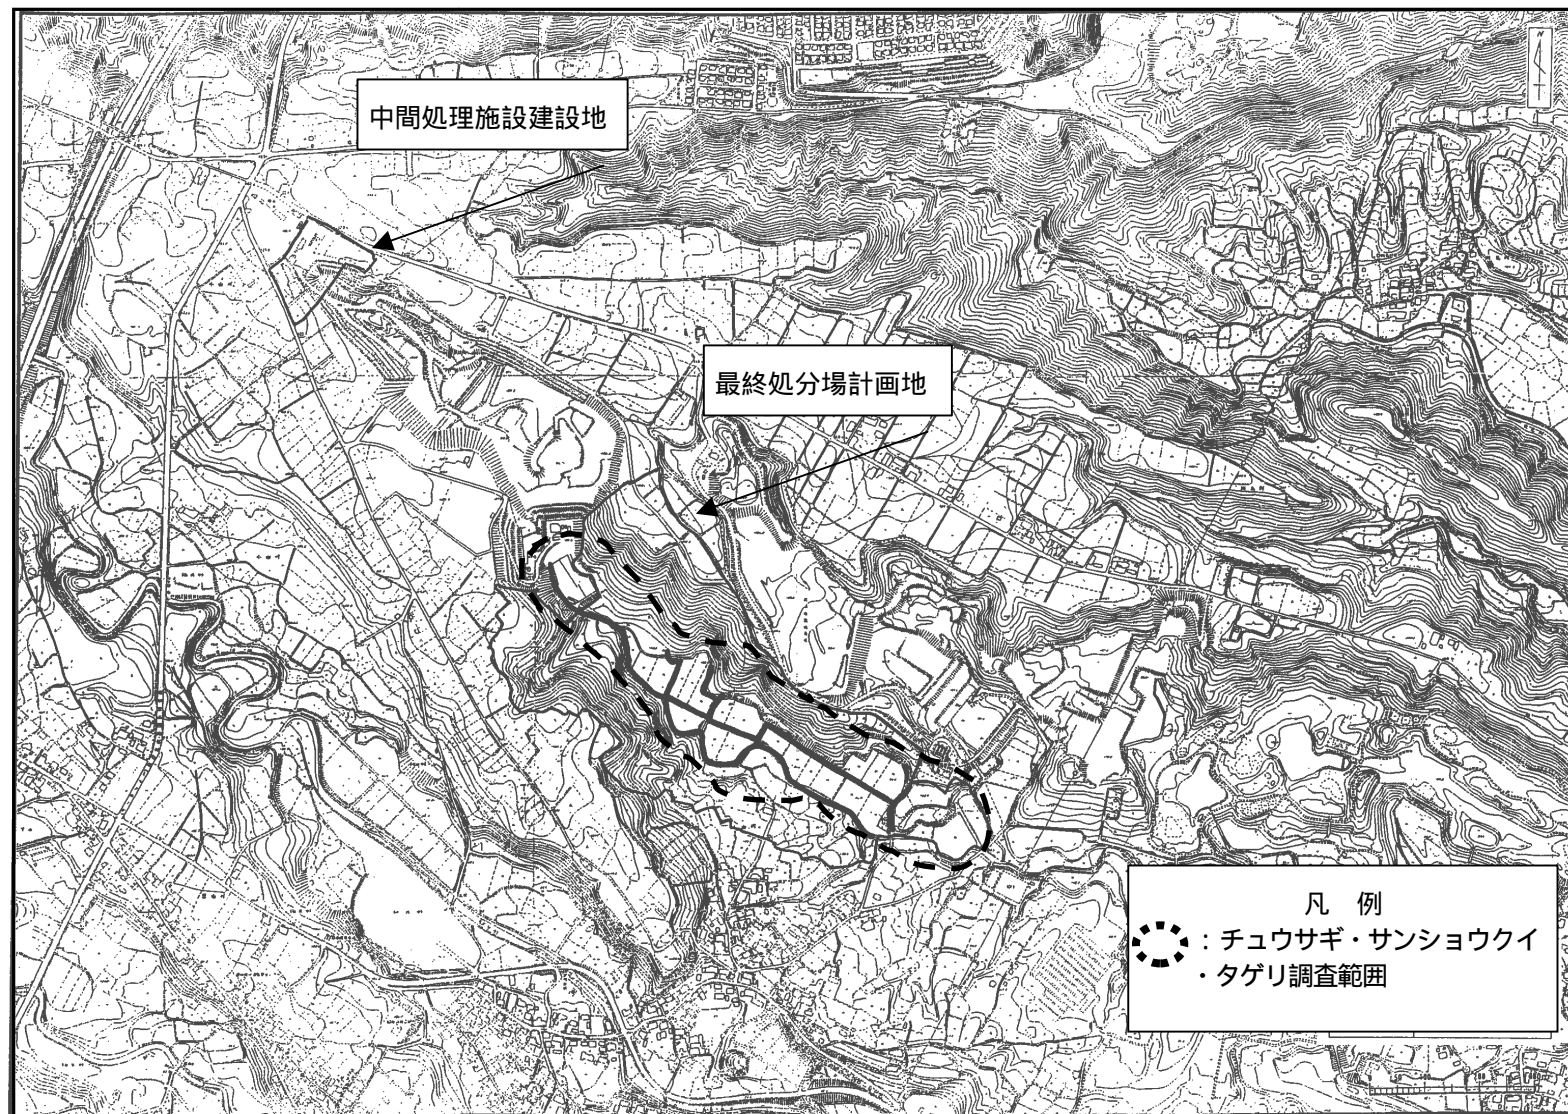 中間処理施設建設地
最終処分場計画地
凡 例
：チュウサギ・サンショウクイ
・タゲリ調査範囲